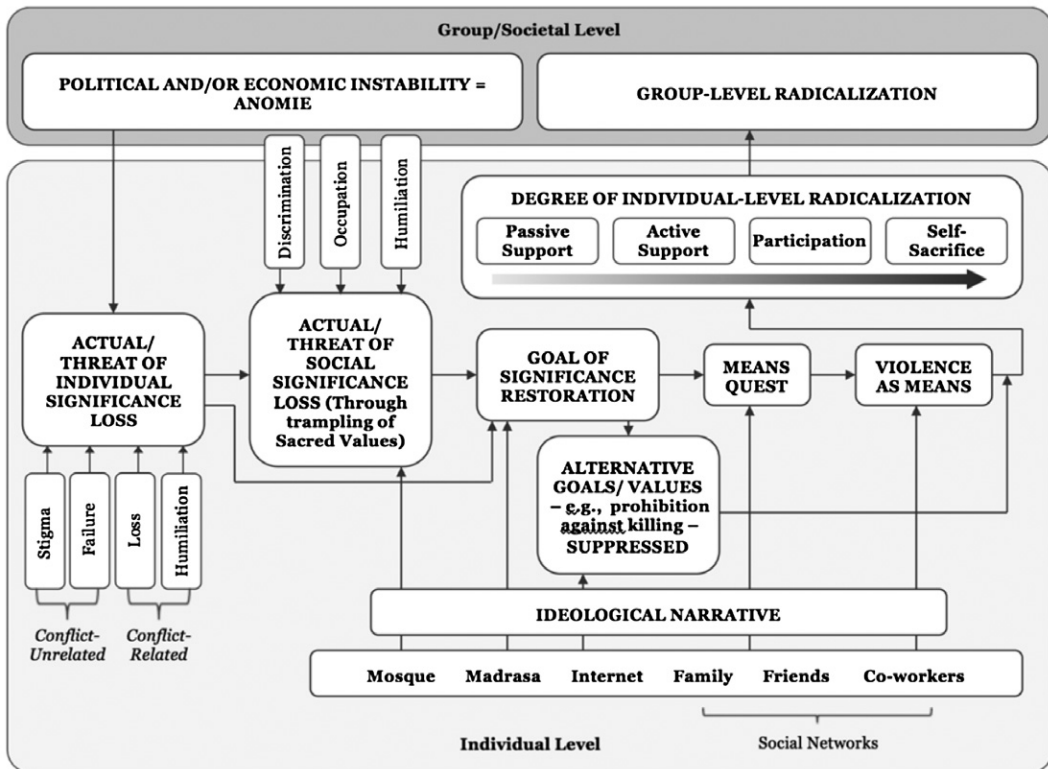 Group/Societal Level
POLITICAL AND/OR ECONOMIC INSTABILITY =
ANOMIE
GROUP-LEVEL RADICALIZATION
Discrimination
Occupation
Humiliation
DEGREE OF INDIVIDUAL-LEVEL RADICALIZATION
Passive
Support
Active
Support
Participation
Self-
Sacrifice
ACTUAL/
THREAT OF
INDIVIDUAL
SIGNIFICANCE
LOSS
ACTUAL/
THREAT OF
SOCIAL
SIGNIFICANCE
LOSS (Through
trampling of
Sacred Values)
GOAL OF
SIGNIFICANCE
RESTORATION
MEANS
QUEST
VIOLENCE
AS MEANS
ALTERNATIVE
GOALS/ VALUES
– e.g., prohibition
against killing –
SUPPRESSED
Stigma
Failure
Loss
Humiliation
Conflict-
Unrelated
Conflict-
Related
IDEOLOGICAL NARRATIVE
Mosque Madrasa Internet Family Friends Co-workers
Individual Level
Social Networks